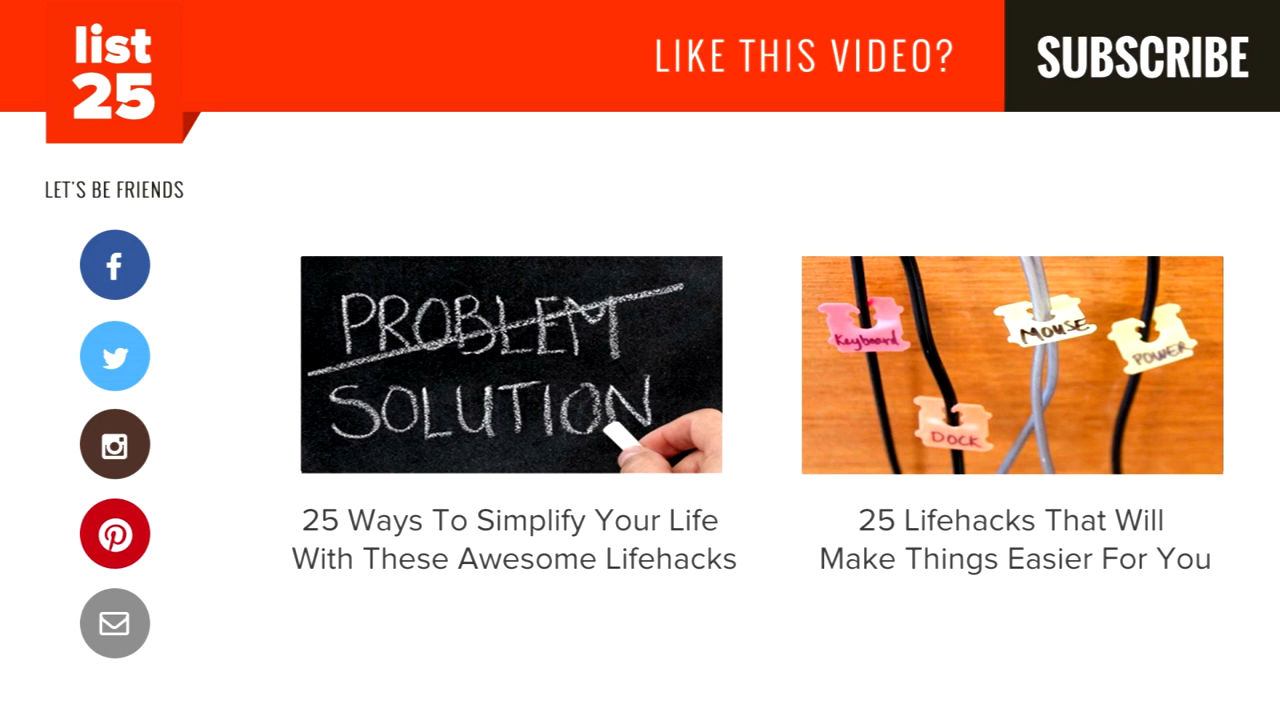 list
25
LIKE THIS VIDEO?
SUBSCRIBE
LET'S BE FRIENDS
PROBLEM
SOLUTION
Keyboard
MOUSE
POWER
DOCK
25 Ways To Simplify Your Life
With These Awesome Lifehacks
25 Lifehacks That Will
Make Things Easier For You